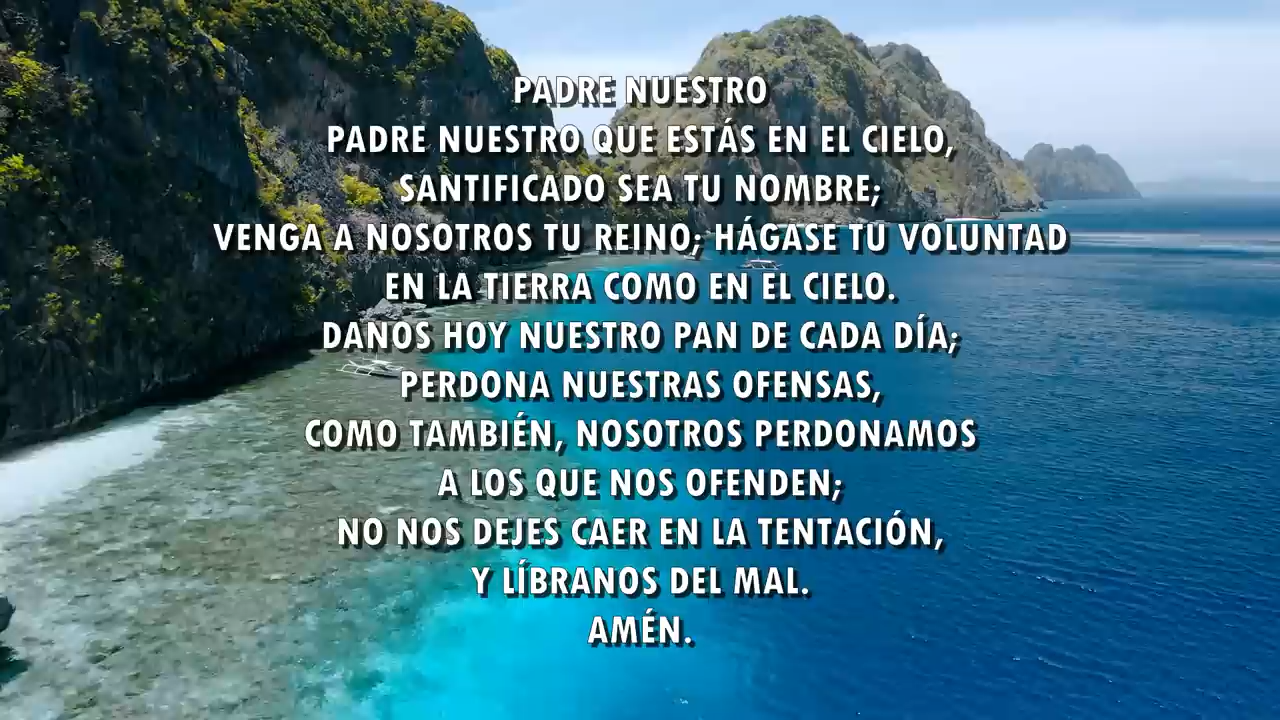 PADRE NUESTRO
PADRE NUESTRO QUE ESTÁS EN EL CIELO,
SANTIFICADO SEA TU NOMBRE;
VENGA A NOSOTROS TU REINO; HÁGASE TU VOLUNTAD
EN LA TIERRA COMO EN EL CIELO.
DANOS HOY NUESTRO PAN DE CADA DÍA;
PERDONA NUESTRAS OFENSAS,
COMO TAMBIÉN, NOSOTROS PERDONAMOS
A LOS QUE NOS OFENDEN;
NO NOS DEJES CAER EN LA TENTACIÓN,
Y LÍBRANOS DEL MAL.
AMÉN.